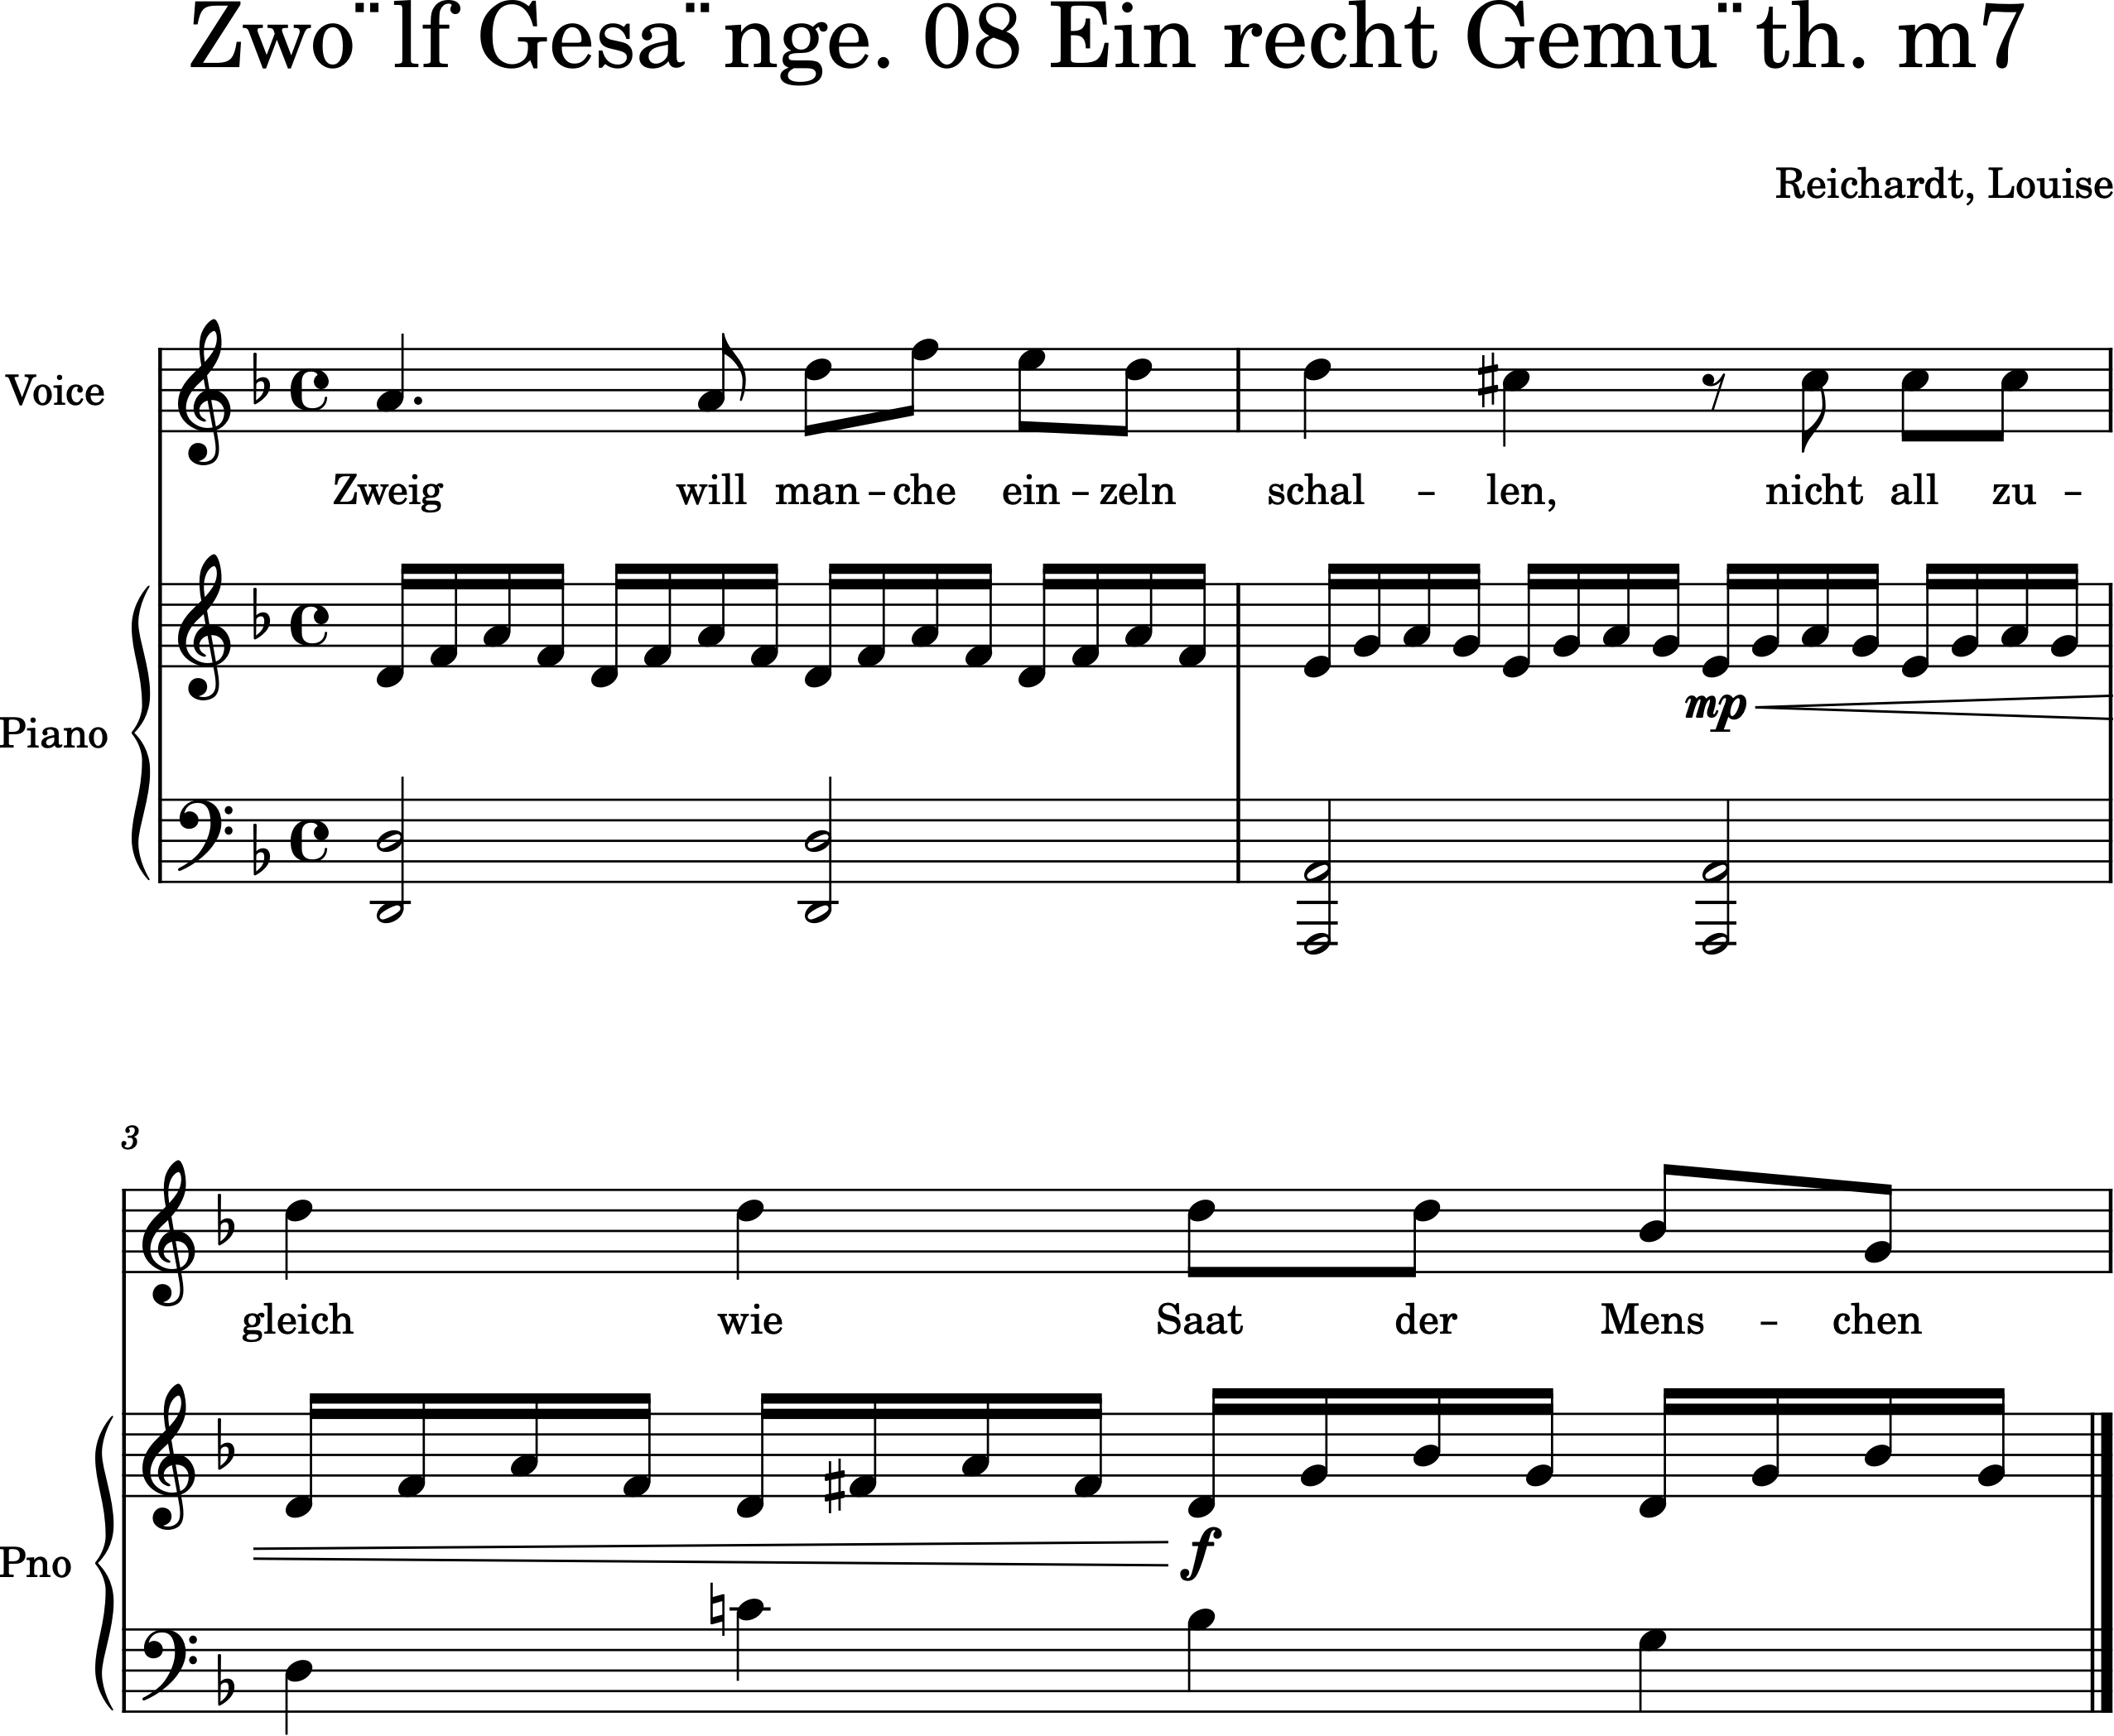 Zwo¨lf Gesa¨nge. 08 Ein recht Gemu¨th. m7
Reichardt, Louise
Voice
Zweig will man – che ein – zeln schal – len, nicht all zu –
Piano
mp
3
gleich wie Saat der Mens – chen
f
Pno